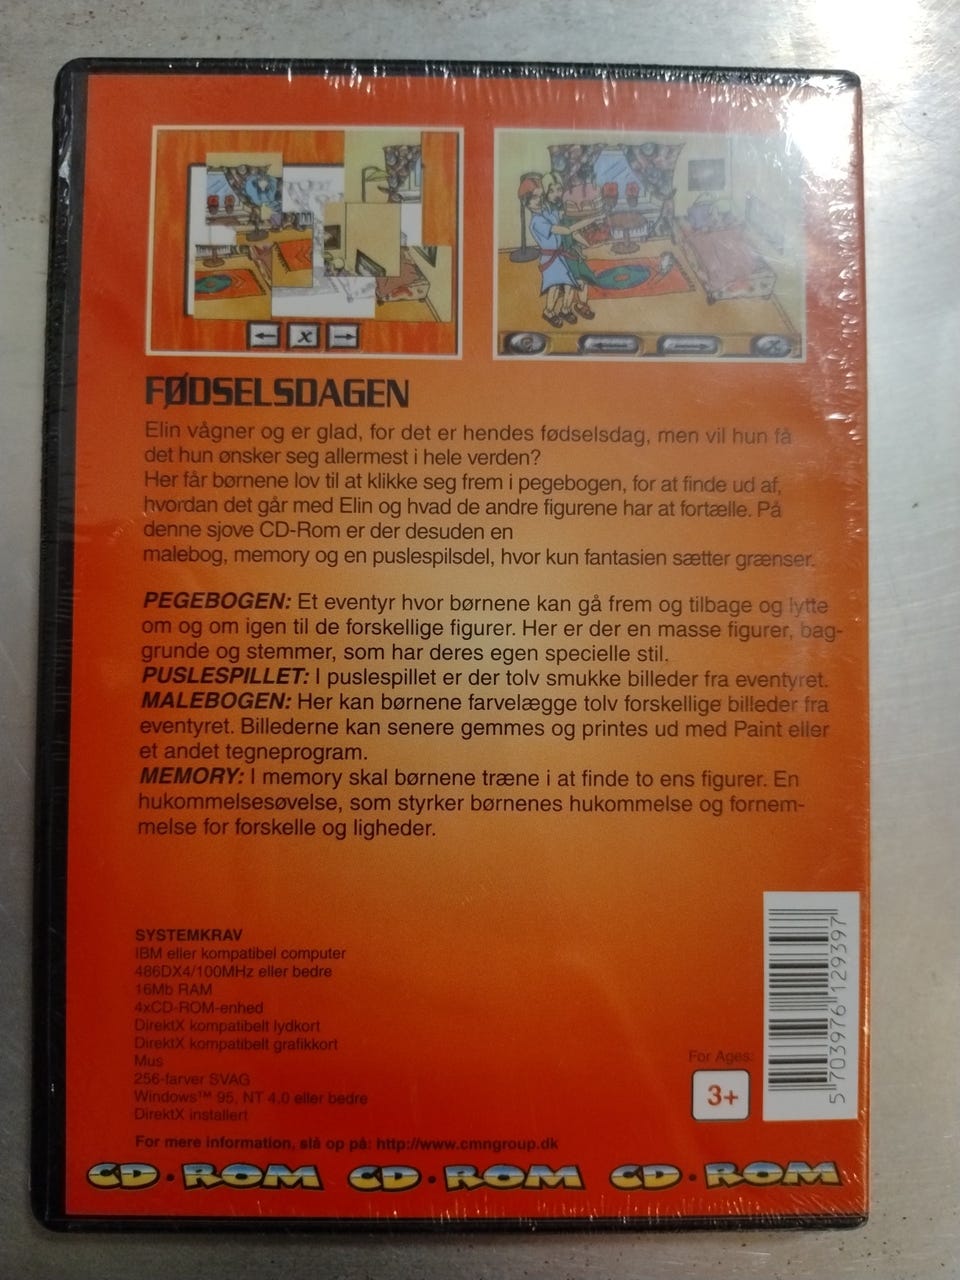 FØDSELSDAGEN
Elin vågner og er glad, for det er hendes fødselsdag, men vil hun få
det hun ønsker seg allermest i hele verden?
Her får børnene lov til at klikke seg frem i pegebogen, for at finde ud af,
hvordan det går med Elin og hvad de andre figurene har at fortælle. På
denne sjove CD-Rom er der desuden en
malebog, memory og en puslespilsdel, hvor kun fantasien sætter grænser.
PEGEBOGEN: Et eventyr hvor børnene kan gå frem og tilbage og lytte
om og om igen til de forskellige figurer. Her er der en masse figurer, bag-
grunde og stemmer, som har deres egen specielle stil.
PUSLESPILLET: I puslespillet er der tolv smukke billeder fra eventyret.
MALEBOGEN: Her kan børnene farvelægge tolv forskellige billeder fra
eventyret. Billederne kan senere gemmes og printes ud med Paint eller
et andet tegneprogram.
MEMORY: I memory skal børnene træne i at finde to ens figurer. En
hukommelsesøvelse, som styrker børnenes hukommelse og fornem-
melse for forskelle og ligheder.
SYSTEMKRAV
IBM eller kompatibel computer
486DX4/100MHz eller bedre
16Mb RAM
4xCD-ROM-enhed
DirektX kompatibelt lydkort
DirektX kompatibelt grafikkort
Mus
256-farver SVAG
Windows™ 95, NT 4.0 eller bedre
DirektX installert
For Ages:
3+
5 703976 129397
For mere information, slå op på: http://www.cmngroup.dk
CD·ROM CD·ROM CD·ROM